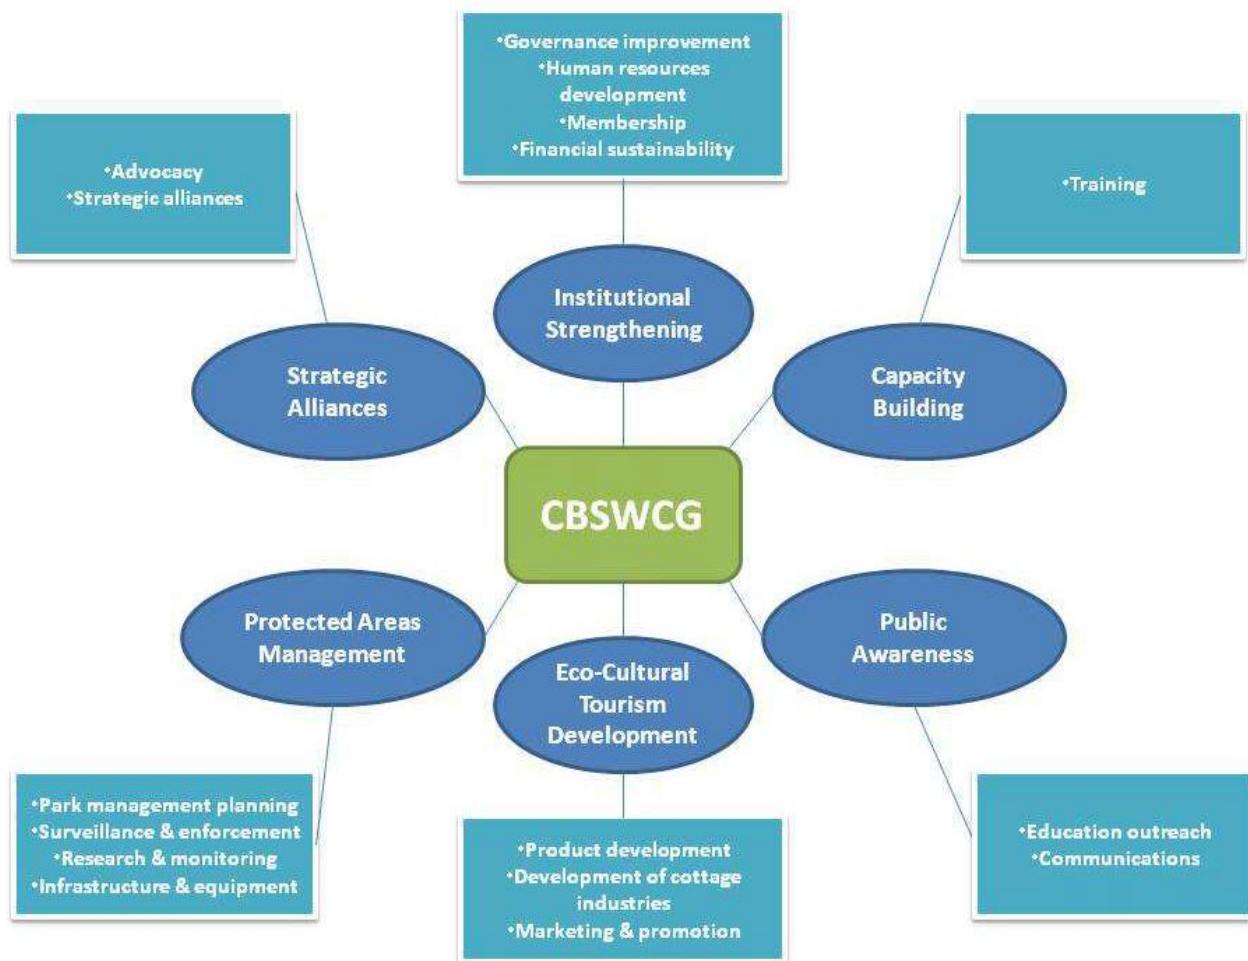 •Governance improvement
•Human resources
development
•Membership
•Financial sustainability
•Advocacy
•Strategic alliances
•Training
Institutional
Strengthening
Strategic
Alliances
Capacity
Building
CBSWCG
Protected Areas
Management
Public
Awareness
Eco-Cultural
Tourism
Development
•Park management planning
•Surveillance & enforcement
•Research & monitoring
•Infrastructure & equipment
•Product development
•Development of cottage
industries
•Marketing & promotion
•Education outreach
•Communications